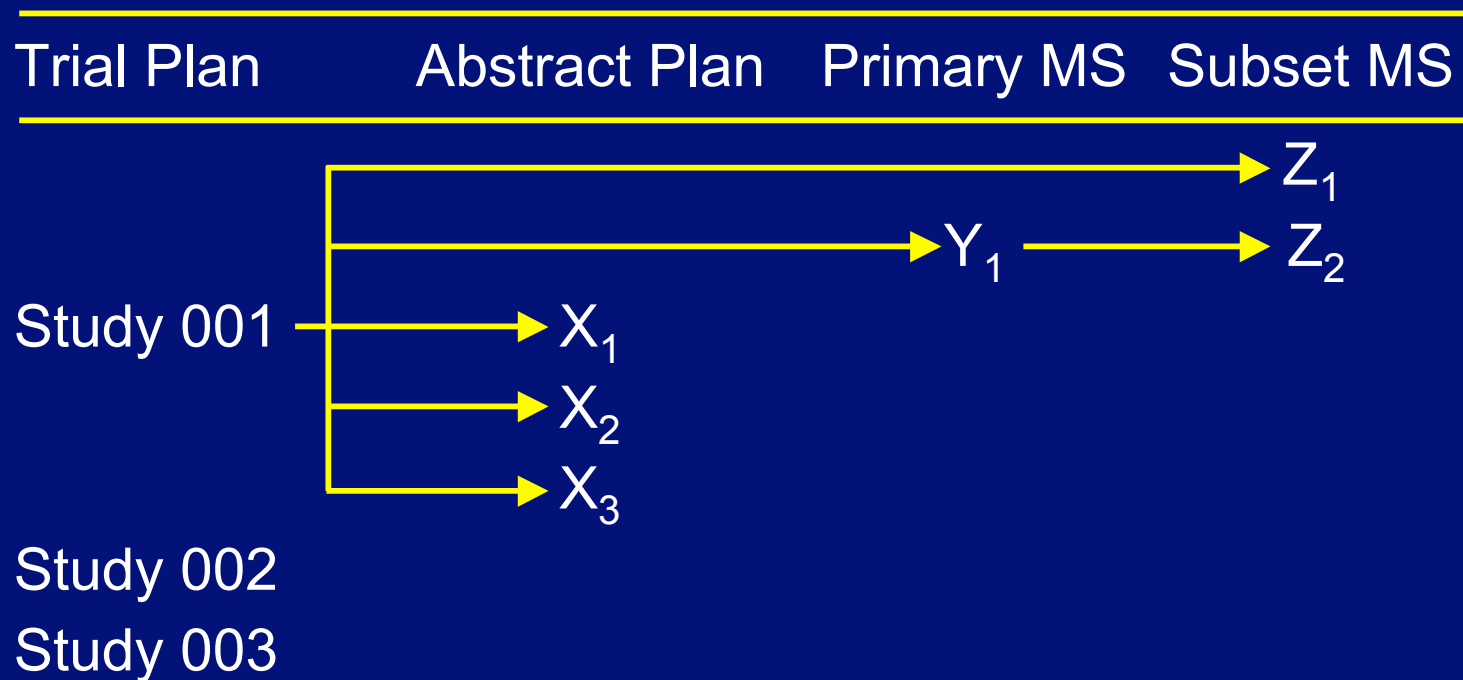 Trial Plan Abstract Plan Primary MS Subset MS
Z₁
Y₁ Z₂
Study 001 X₁
X₂
X₃
Study 002
Study 003